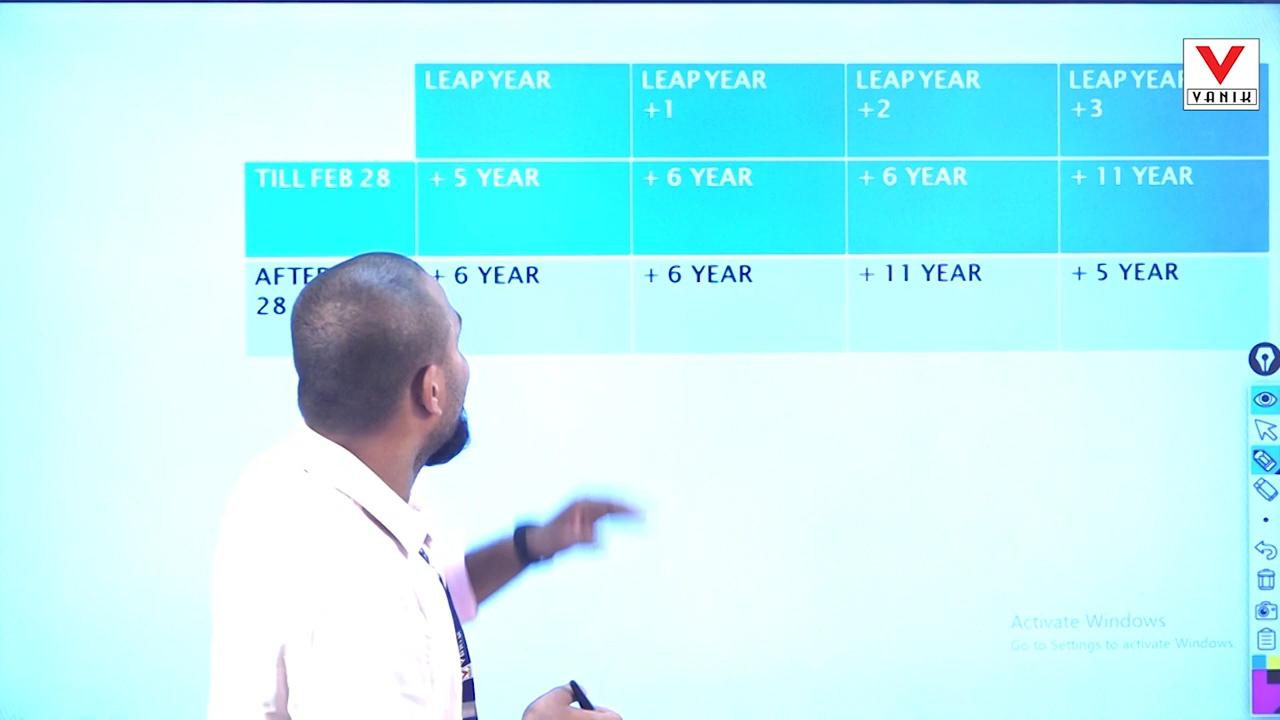 LEAP YEAR
LEAP YEAR
+1
LEAP YEAR
+2
LEAP YEAR
+3
VANIK
TILL FEB 28
+ 5 YEAR
+ 6 YEAR
+ 6 YEAR
+ 11 YEAR
28
+ 6 YEAR
+ 6 YEAR
+ 11 YEAR
+ 5 YEAR
Activate Windows
Go to Settings to activate Windows.